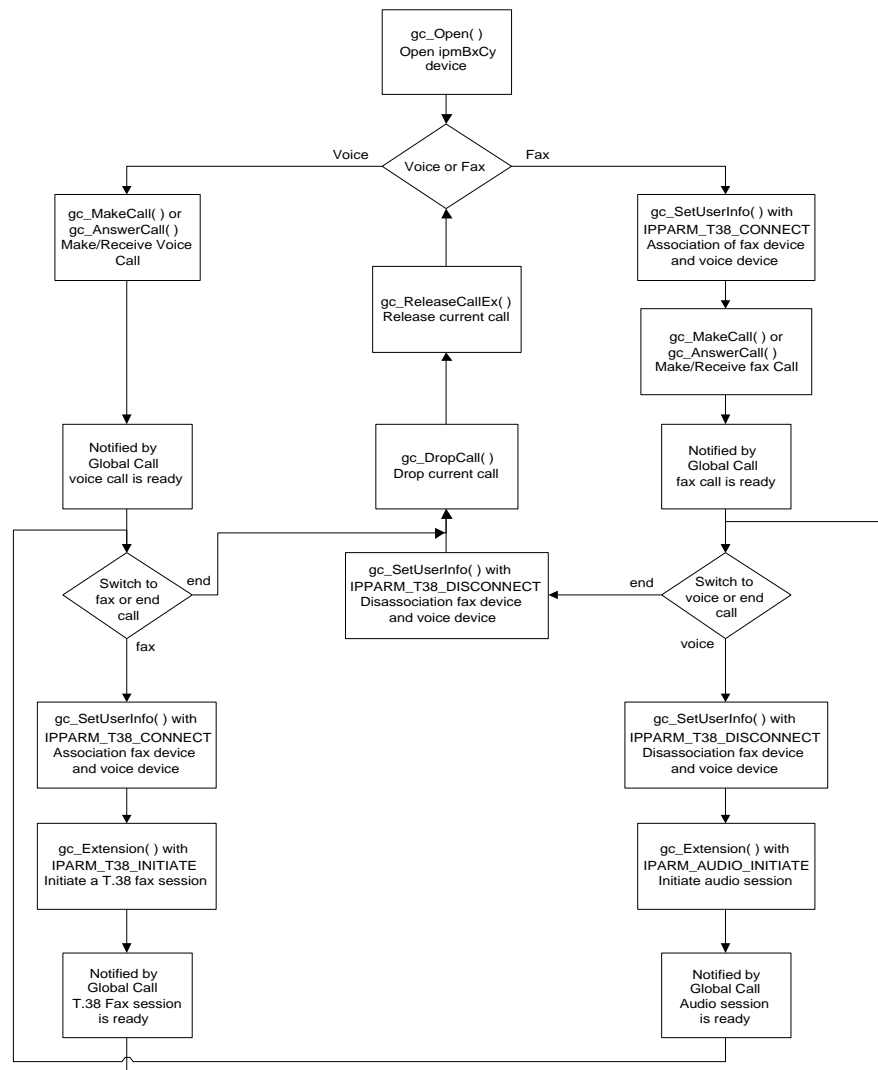 gc_Open( )
Open ipmBxCy
device
Voice
Voice or Fax
Fax
gc_MakeCall( ) or
gc_AnswerCall( )
Make/Receive Voice
Call
gc_SetUserInfo( ) with
IPPARM_T38_CONNECT
Association of fax device
and voice device
gc_ReleaseCallEx( )
Release current call
gc_MakeCall( ) or
gc_AnswerCall( )
Make/Receive fax Call
Notified by
Global Call
voice call is ready
gc_DropCall( )
Drop current call
Notified by
Global Call
fax call is ready
Switch to
fax or end
call
end
fax
gc_SetUserInfo( ) with
IPPARM_T38_DISCONNECT
Disassociation fax device
and voice device
end
Switch to
voice or end
call
voice
gc_SetUserInfo( ) with
IPPARM_T38_CONNECT
Association fax device
and voice device
gc_SetUserInfo( ) with
IPPARM_T38_DISCONNECT
Disassociation fax device
and voice device
gc_Extension( ) with
IPARM_T38_INITIATE
Initiate a T.38 fax session
gc_Extension( ) with
IPARM_AUDIO_INITIATE
Initiate audio session
Notified by
Global Call
T.38 Fax session
is ready
Notified by
Global Call
Audio session
is ready